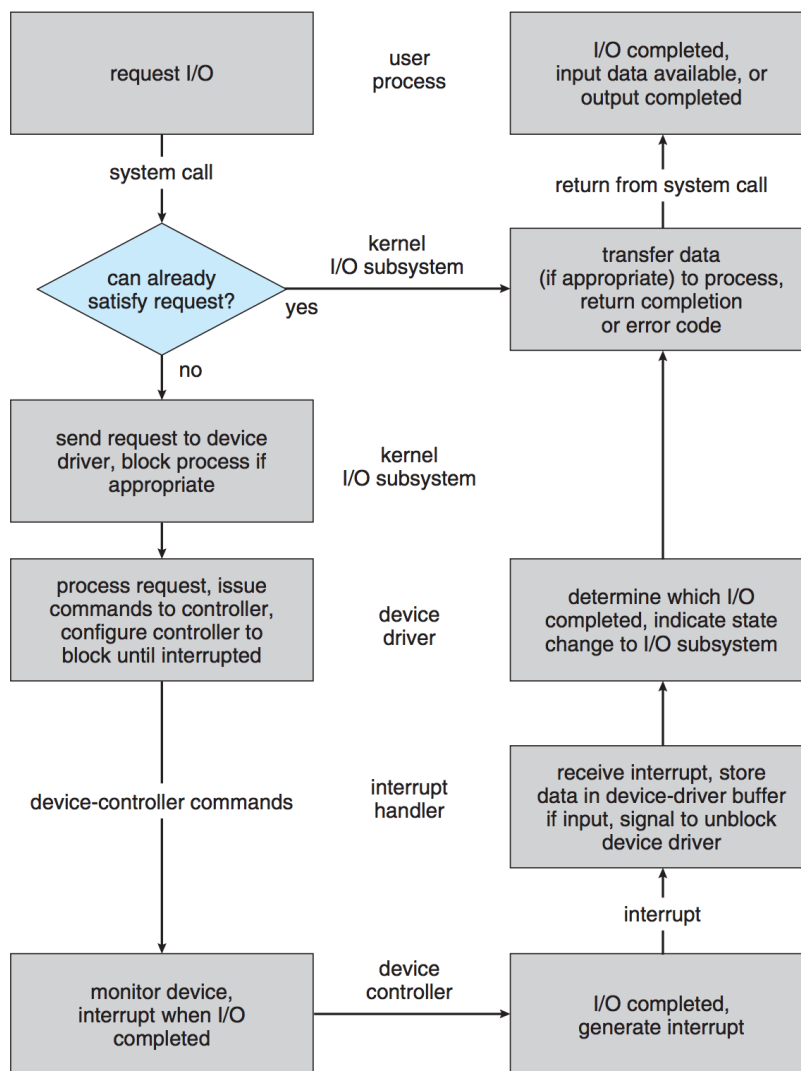 request I/O
user
process
I/O completed,
input data available, or
output completed
system call
return from system call
can already
satisfy request?
kernel
I/O subsystem
yes
transfer data
(if appropriate) to process,
return completion
or error code
no
send request to device
driver, block process if
appropriate
kernel
I/O subsystem
process request, issue
commands to controller,
configure controller to
block until interrupted
device
driver
determine which I/O
completed, indicate state
change to I/O subsystem
device-controller commands
interrupt
handler
receive interrupt, store
data in device-driver buffer
if input, signal to unblock
device driver
interrupt
monitor device,
interrupt when I/O
completed
device
controller
I/O completed,
generate interrupt